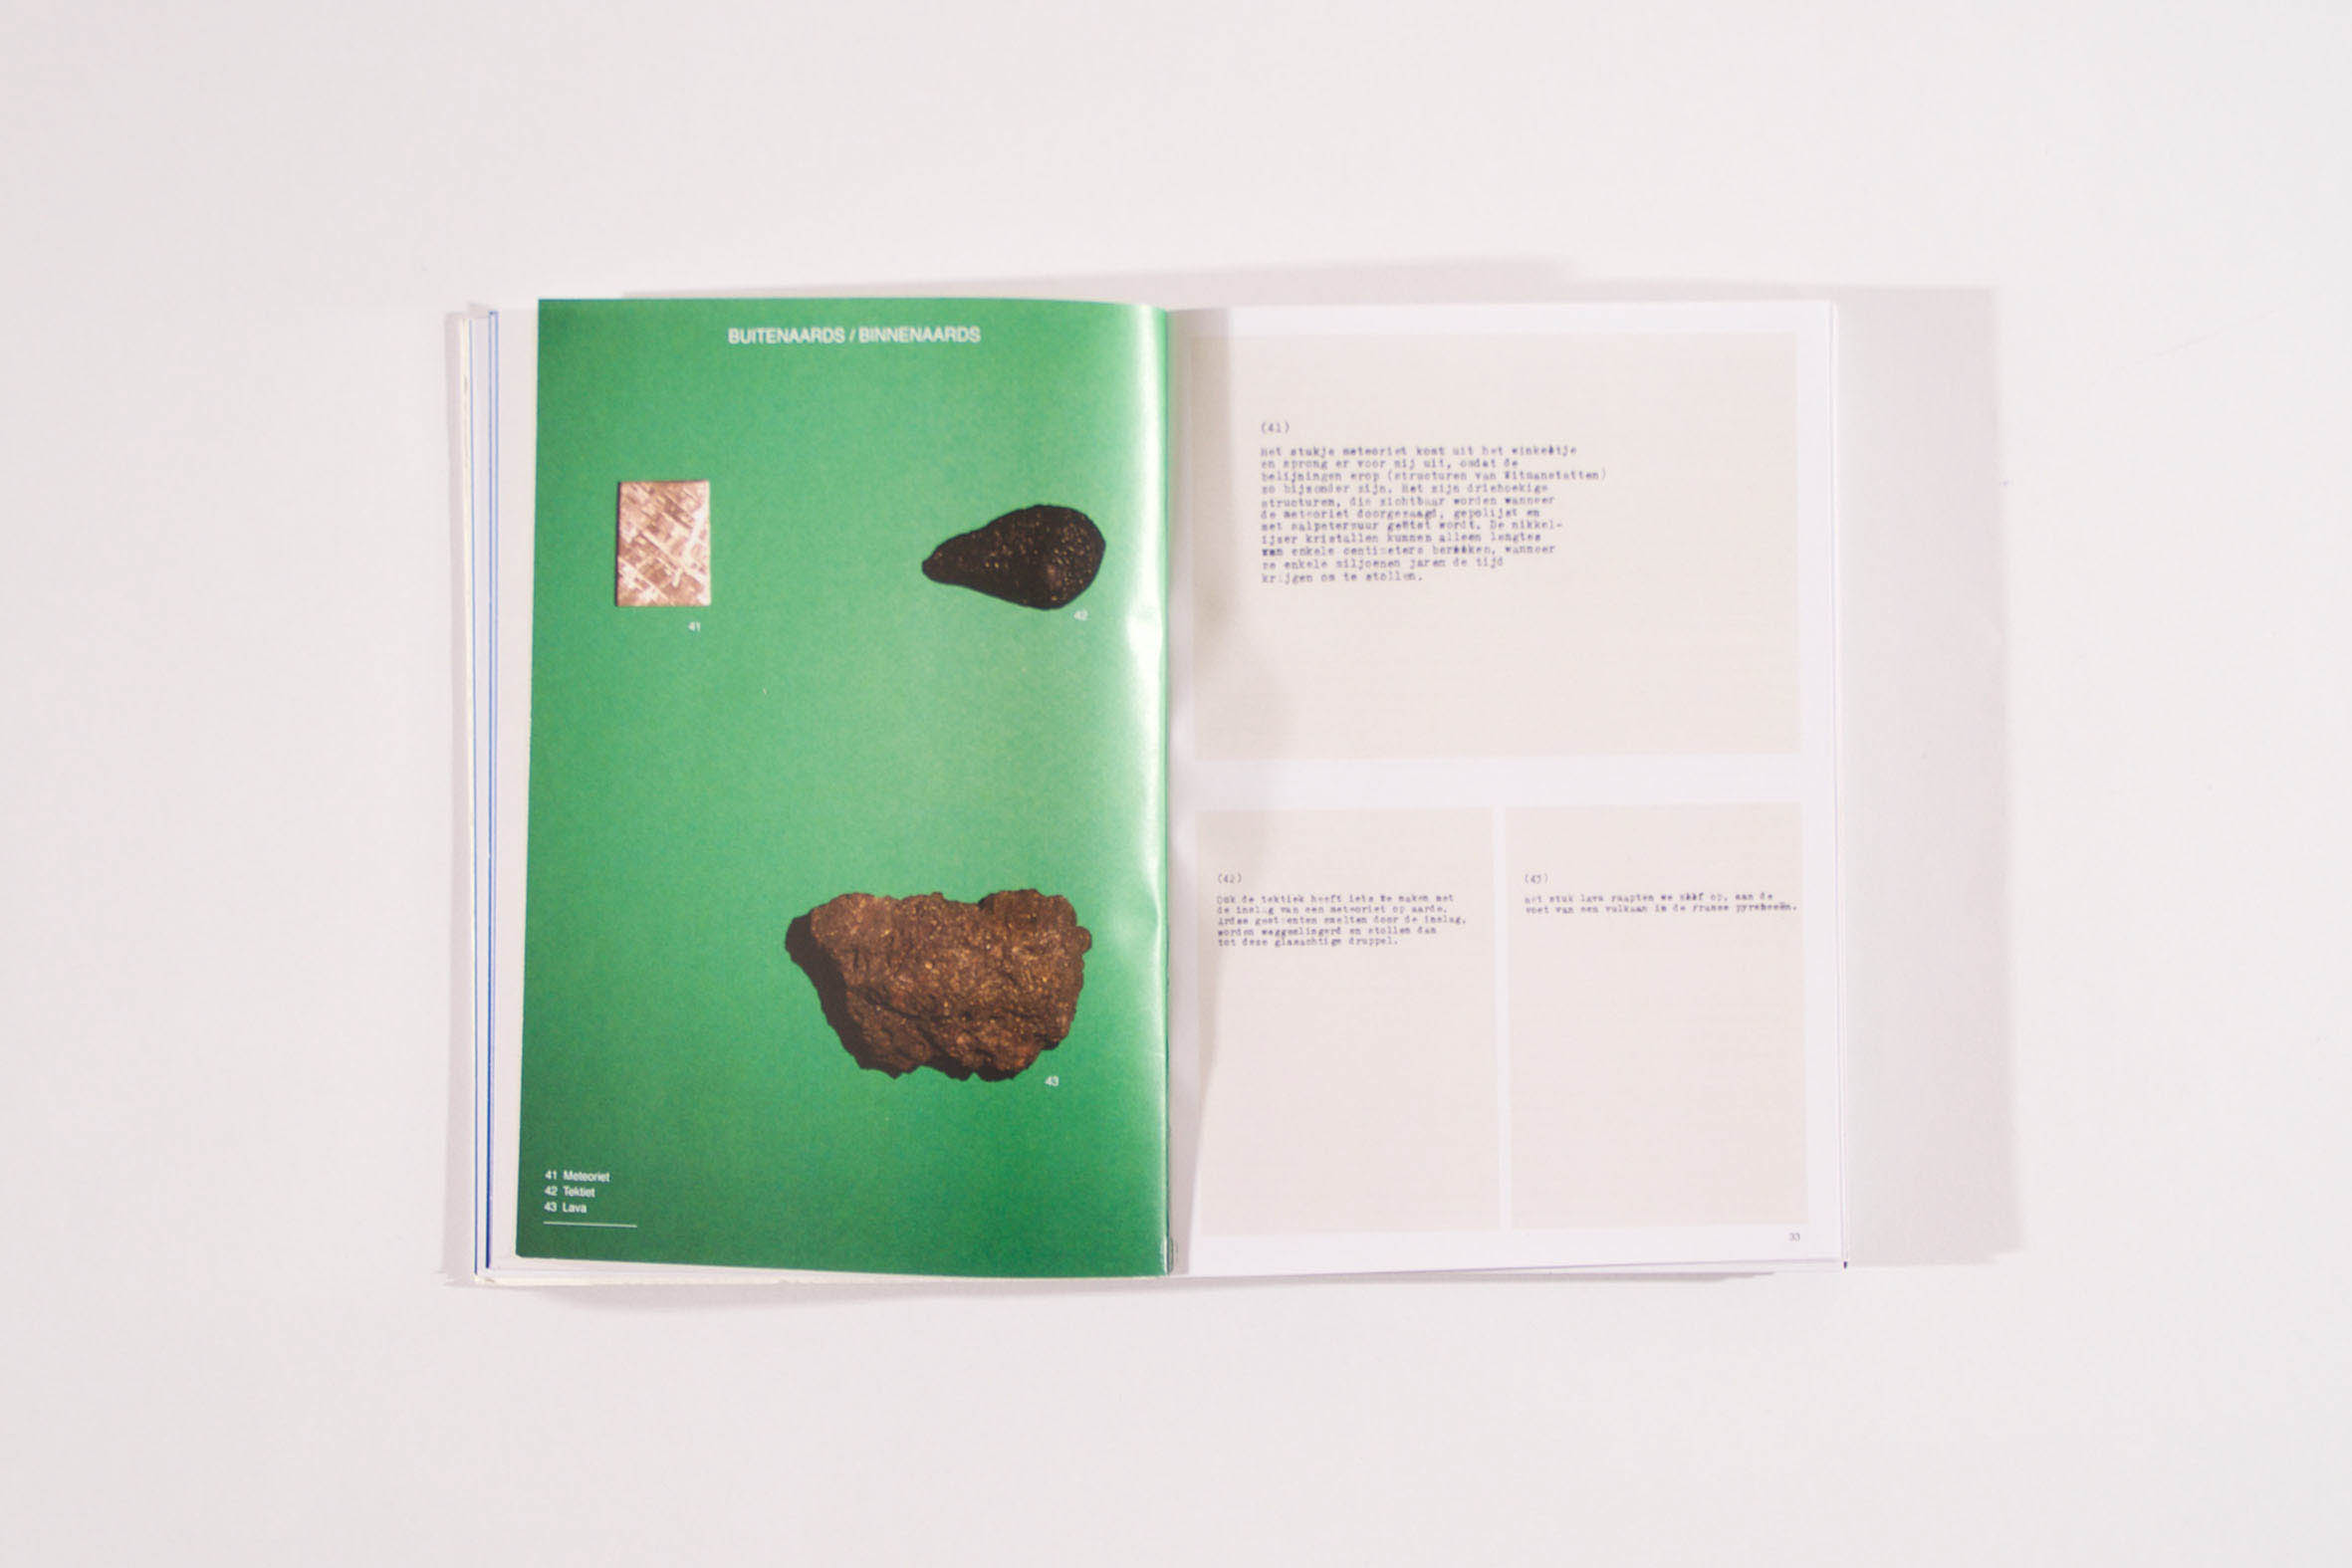 BUITENAARDS / BINNENAARDS
41
42
43
41 Meteoriet
42 Tektiet
43 Lava
(41)
Het stukje meteoriet komt uit het winkeltje
en sprong er voor mij uit, omdat de
belijningen erop (structuren van Witmanstatten)
zo bijzonder zijn. Het zijn driehoekige
structuren, die zichtbaar worden wanneer
de meteoriet doorgezaagd, gepolijst en
met salpeterzuur geëtst wordt. De nikkel-
ijzer kristallen kunnen alleen lengtes
van enkele centimeters bereiken, wanneer
ze enkele miljoenen jaren de tijd
krijgen om te stollen.
(42)
Ook de tektiek heeft iets te maken met
de inslag van een meteoriet op aarde.
Ardse gesteenten smelten door de inslag,
worden weggeslingerd en stollen dan
tot deze glasachtige druppel.
(43)
Het stuk lava raapten we zelf op, aan de
voet van een vulkaan in de Franse pyreneeën.
33